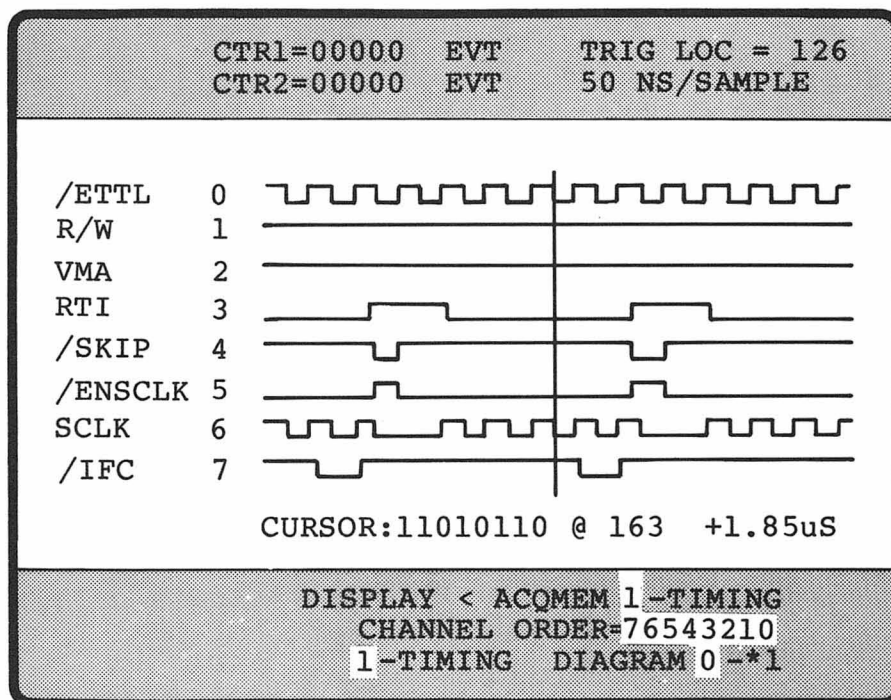 CTR1=00000 EVT TRIG LOC = 126
CTR2=00000 EVT 50 NS/SAMPLE
/ETTL 0
R/W 1
VMA 2
RTI 3
/SKIP 4
/ENSCLK 5
SCLK 6
/IFC 7
CURSOR:11010110 @ 163 +1.85uS
DISPLAY < ACQMEM 1-TIMING
CHANNEL ORDER=76543210
1-TIMING DIAGRAM 0-*1